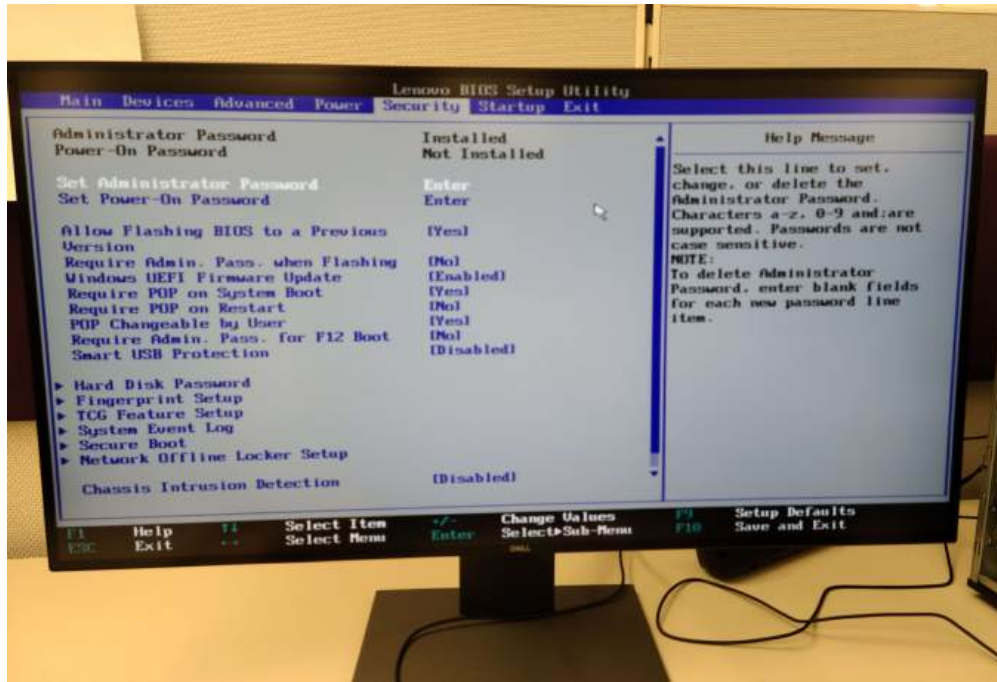 Lenovo BIOS Setup Utility
Main Devices Advanced Power Security Startup Exit
Administrator Password Installed
Power-On Password Not Installed
Set Administrator Password Enter
Set Power-On Password Enter
Allow Flashing BIOS to a Previous [Yes]
Version
Require Admin. Pass. when Flashing [No]
Windows UEFI Firmware Update [Enabled]
Require POP on System Boot [Yes]
Require POP on Restart [No]
POP Changeable by User [Yes]
Require Admin. Pass. for F12 Boot [No]
Smart USB Protection [Disabled]
Hard Disk Password
Fingerprint Setup
TCG Feature Setup
System Event Log
Secure Boot
Network Offline Locker Setup
Chassis Intrusion Detection [Disabled]
Help Message
Select this line to set,
change, or delete the
Administrator Password.
Characters a-z, 0-9 and;are
supported. Passwords are not
case sensitive.
NOTE:
To delete Administrator
Password, enter blank fields
for each new password line
item.
F1 Help ↑↓ Select Item -/- Change Values F9 Setup Defaults
ESC Exit ←→ Select Menu Enter Select▶Sub-Menu F10 Save and Exit
DELL